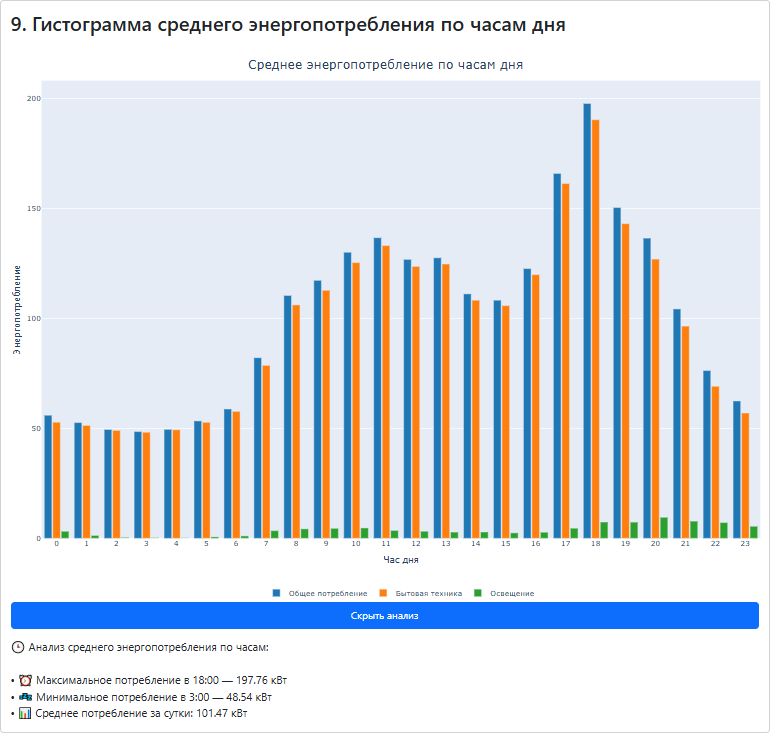 9. Гистограмма среднего энергопотребления по часам дня
Среднее энергопотребление по часам дня
200
150
100
50
0
Энергопотребление
0 1 2 3 4 5 6 7 8 9 10 11 12 13 14 15 16 17 18 19 20 21 22 23
Час дня
Общее потребление Бытовая техника Освещение
Скрыть анализ
Анализ среднего энергопотребления по часам:
• Максимальное потребление в 18:00 — 197.76 кВт
• Минимальное потребление в 3:00 — 48.54 кВт
• Среднее потребление за сутки: 101.47 кВт